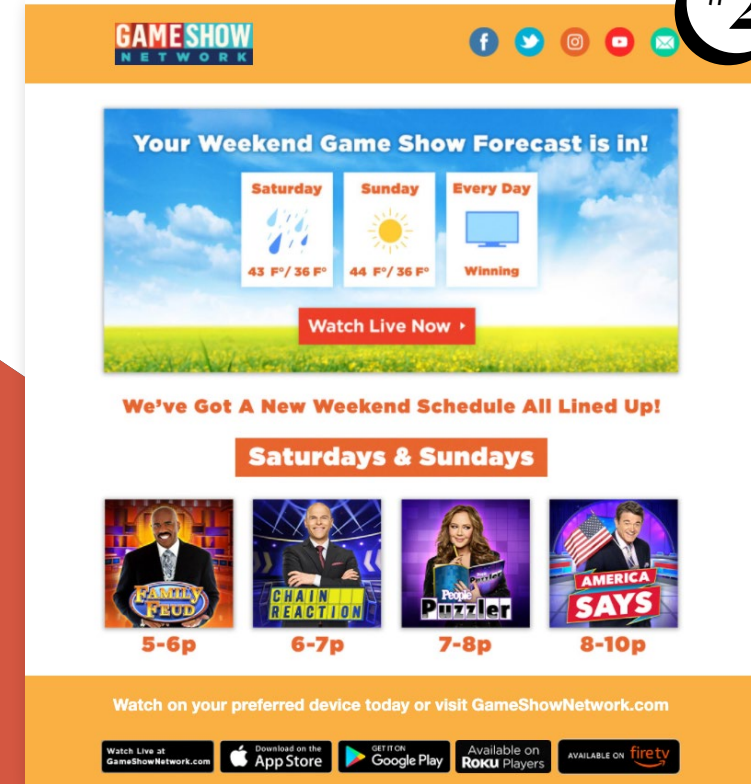 #2
GAME SHOW
NETWORK
Your Weekend Game Show Forecast is in!
Saturday
43 F°/ 36 F°
Sunday
44 F°/ 36 F°
Every Day
Winning
Watch Live Now
We've Got A New Weekend Schedule All Lined Up!
Saturdays & Sundays
FAMILY
FEUD
5-6p
CHAIN
REACTION
6-7p
People
Puzzler
People
Puzzler
7-8p
AMERICA
SAYS
8-10p
Watch on your preferred device today or visit GameShowNetwork.com
Watch Live at
GameShowNetwork.com
Download on the
App Store
GET IT ON
Google Play
Available on
ROKU Players
AVAILABLE ON firetv